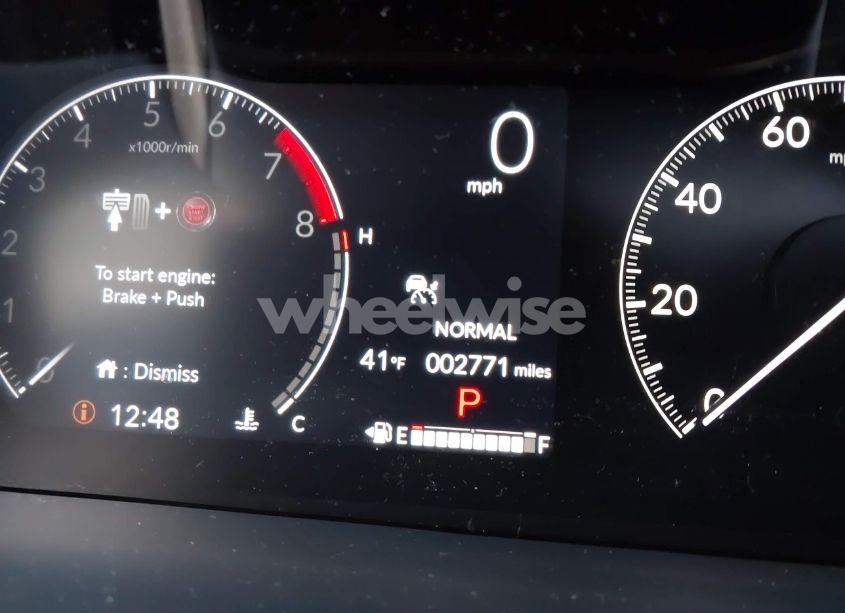 1
2
3
4
5
6
7
8
x1000r/min
To start engine:
Brake + Push
: Dismiss
12:48
H
C
0
mph
NORMAL
41°F 002771 miles
P
E F
0
20
40
60
wheelwise